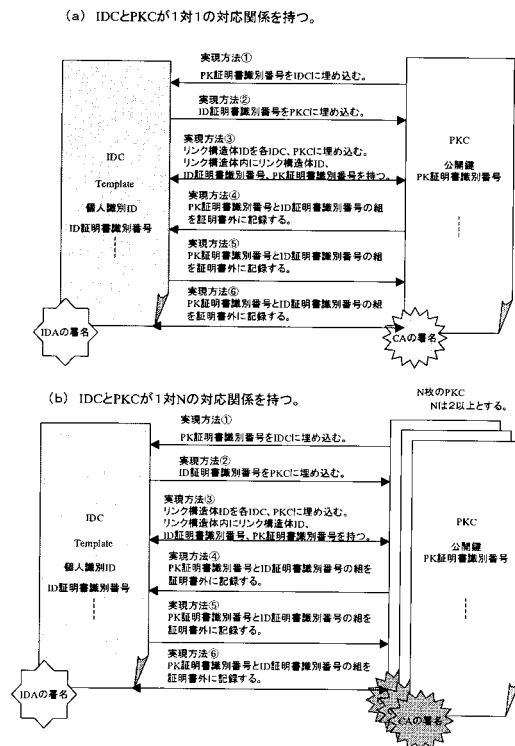 (a) IDCとPKCが1対1の対応関係を持つ。
実現方法①
PK証明書識別番号をIDCに埋め込む。
実現方法②
ID証明書識別番号をPKCに埋め込む。
実現方法③
リンク構造体IDを各IDC、PKCに埋め込む。
リンク構造体内にリンク構造体ID、
ID証明書識別番号、PK証明書識別番号を持つ。
実現方法④
PK証明書識別番号とID証明書識別番号の組
を証明書外に記録する。
実現方法⑤
PK証明書識別番号とID証明書識別番号の組
を証明書外に記録する。
実現方法⑥
PK証明書識別番号とID証明書識別番号の組
を証明書外に記録する。
IDC
Template
個人識別ID
ID証明書識別番号
IDAの署名
PKC
公開鍵
PK証明書識別番号
CAの署名
(b) IDCとPKCが1対Nの対応関係を持つ。
N枚のPKC
Nは2以上とする。
実現方法①
PK証明書識別番号をIDCに埋め込む。
実現方法②
ID証明書識別番号をPKCに埋め込む。
実現方法③
リンク構造体IDを各IDC、PKCに埋め込む。
リンク構造体内にリンク構造体ID、
ID証明書識別番号、PK証明書識別番号を持つ。
実現方法④
PK証明書識別番号とID証明書識別番号の組を
証明書外に記録する。
実現方法⑤
PK証明書識別番号とID証明書識別番号の組を
証明書外に記録する。
実現方法⑥
PK証明書識別番号とID証明書識別番号の組を
証明書外に記録する。
IDC
Template
個人識別ID
ID証明書識別番号
IDAの署名
PKC
公開鍵
PK証明書識別番号
CAの署名